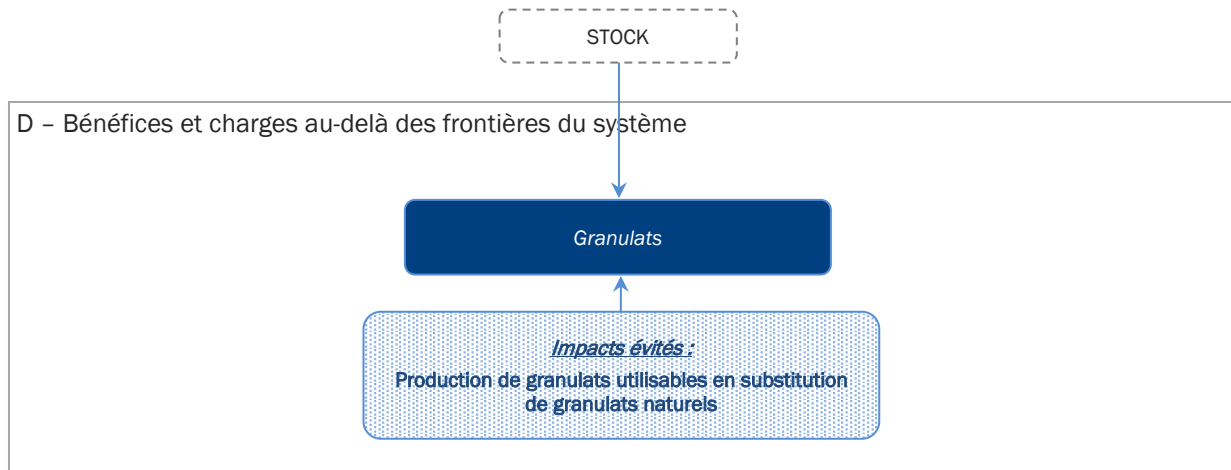 STOCK
D – Bénéfices et charges au-delà des frontières du système
Granulats
Impacts évités :
Production de granulats utilisables en substitution
de granulats naturels